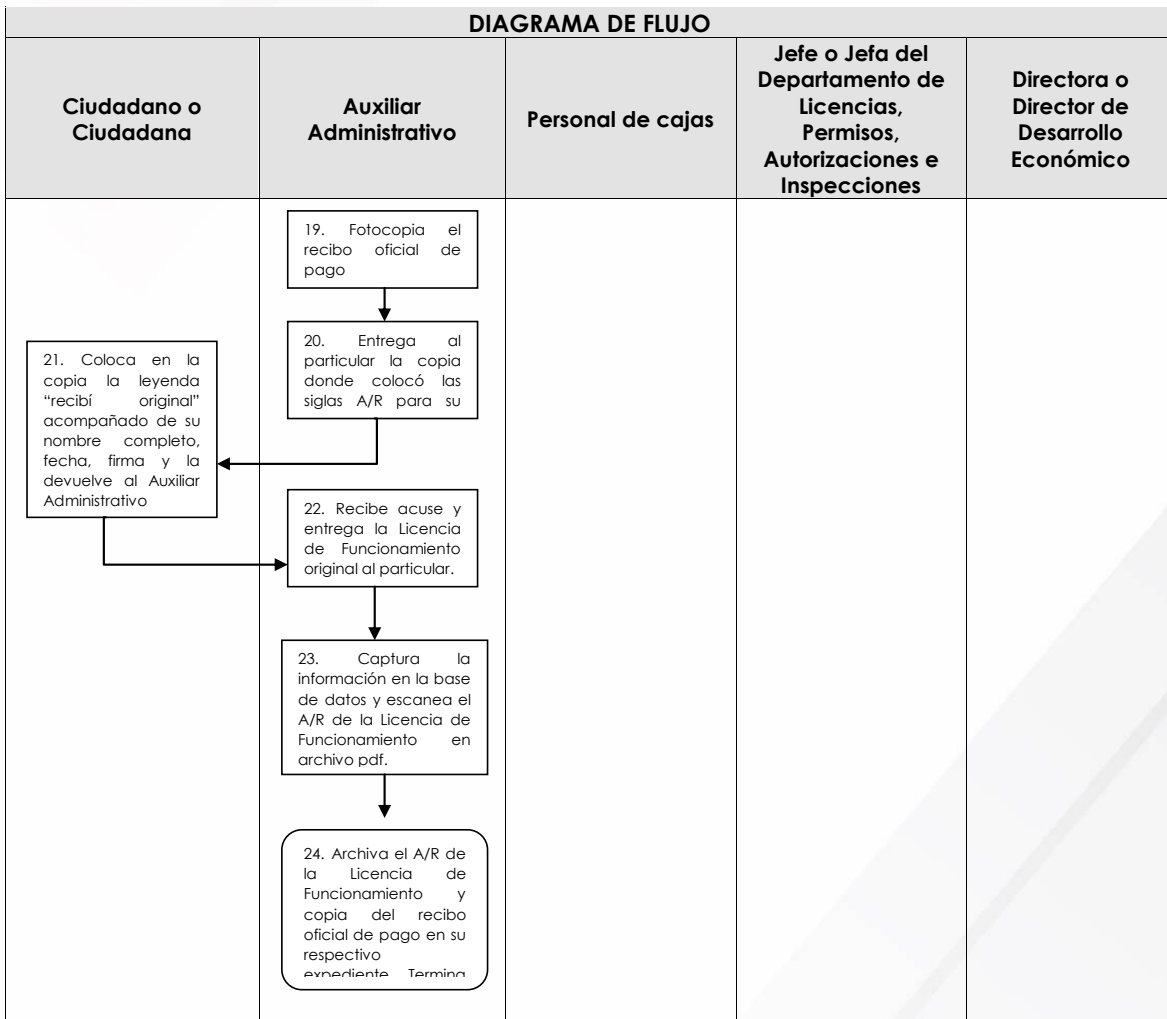 DIAGRAMA DE FLUJO
Ciudadano o
Ciudadana
Auxiliar
Administrativo
Personal de cajas
Jefe o Jefa del
Departamento de
Licencias,
Permisos,
Autorizaciones e
Inspecciones
Directora o
Director de
Desarrollo
Económico
19. Fotocopia el
recibo oficial de
pago
20. Entrega al
particular la copia
donde colocó las
siglas A/R para su
21. Coloca en la
copia la leyenda
“recibí original”
acompañado de su
nombre completo,
fecha, firma y la
devuelve al Auxiliar
Administrativo
22. Recibe acuse y
entrega la Licencia
de Funcionamiento
original al particular.
23. Captura la
información en la base
de datos y escanea el
A/R de la Licencia de
Funcionamiento en
archivo pdf.
24. Archiva el A/R de
la Licencia de
Funcionamiento y
copia del recibo
oficial de pago en su
respectivo
expediente. Termina